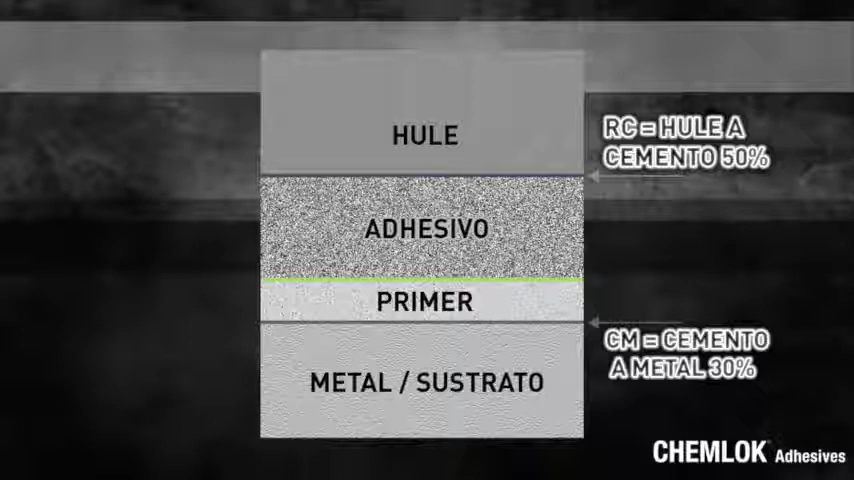 HULE
RC = HULE A
CEMENTO 50%
ADHESIVO
PRIMER
CM = CEMENTO
A METAL 30%
METAL / SUSTRATO
CHEMLOK Adhesives